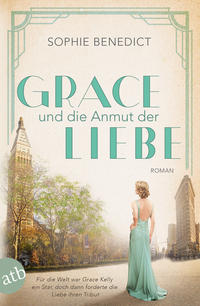 SOPHIE BENEDICT
GRACE
und die Anmut der
LIEBE
ROMAN
Für die Welt war Grace Kelly
ein Star, doch dann forderte die
Liebe ihren Tribut
atb